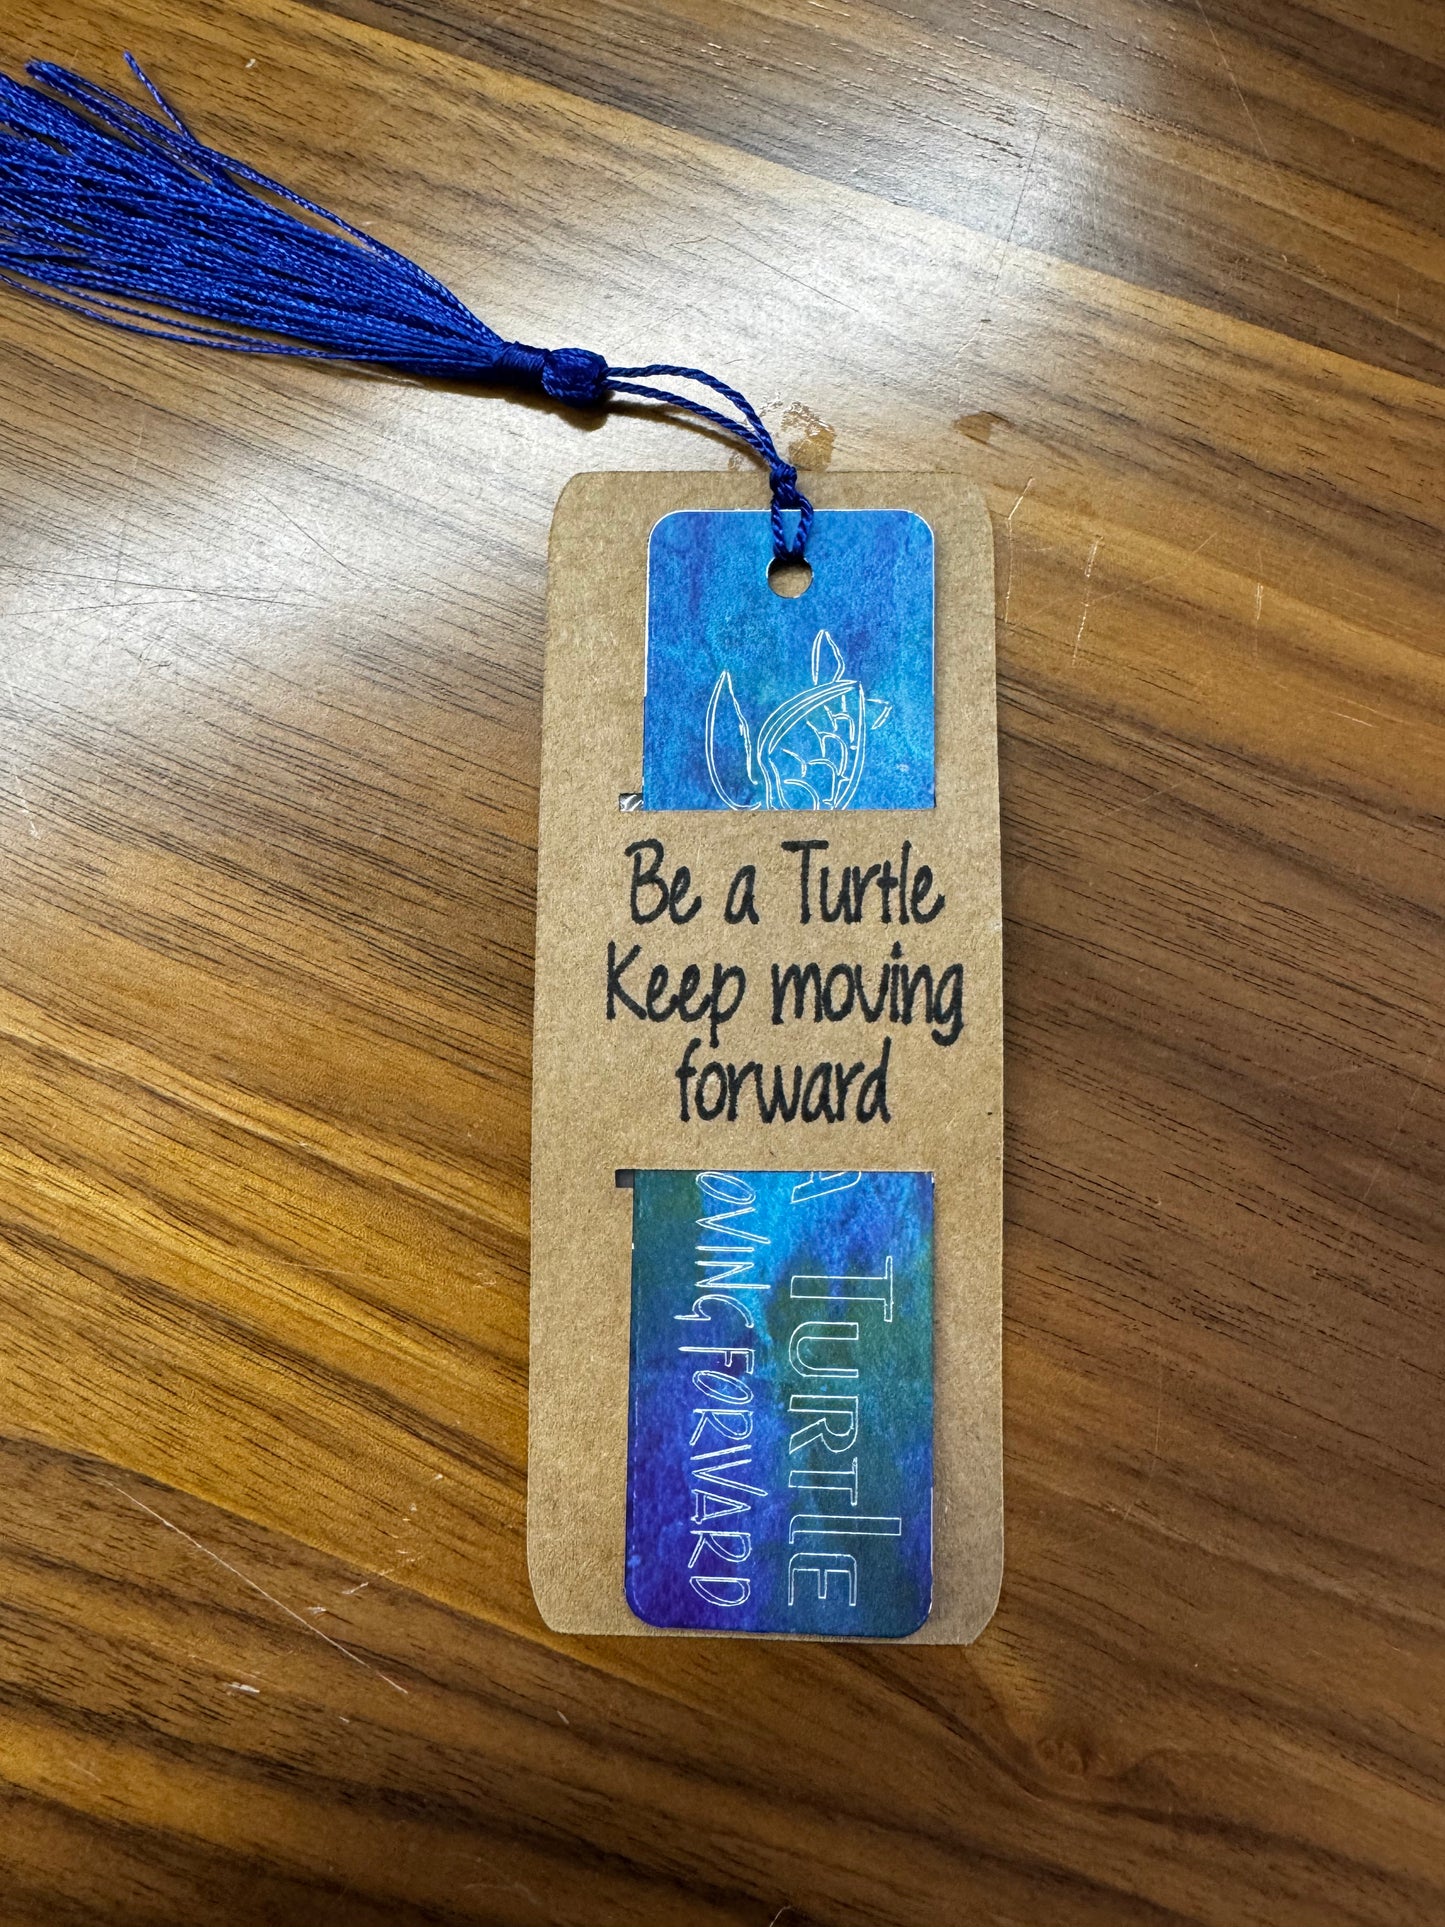 Be a Turtle
Keep moving
forward
A TURTLE
OVING FORWARD